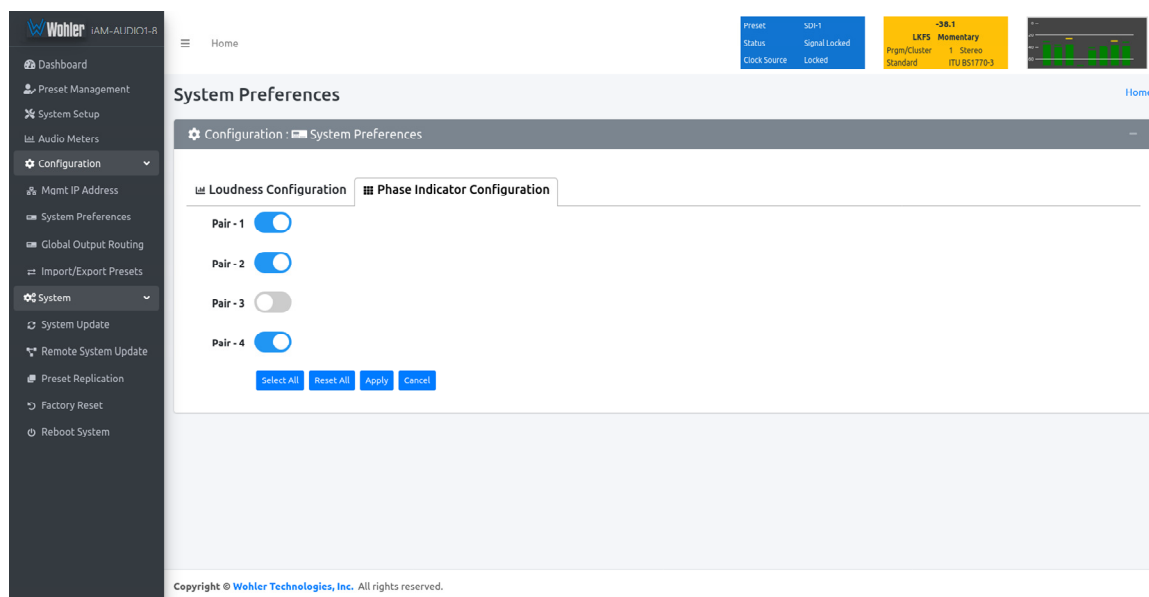 Wohler iAM-AUDIO1-8
Dashboard
Preset Management
System Setup
Audio Meters
Configuration
Mgmt IP Address
System Preferences
Global Output Routing
Import/Export Presets
System
System Update
Remote System Update
Preset Replication
Factory Reset
Reboot System
Home
Preset SDI-1
Status Signal Locked
Clock Source Locked
-38.1
LKFS Momentary
Prgm/Cluster 1 Stereo
Standard ITU BS1770-3
System Preferences
Home
Configuration : System Preferences
Loudness Configuration Phase Indicator Configuration
Pair - 1
Pair - 2
Pair - 3
Pair - 4
Select All Reset All Apply Cancel
Copyright © Wohler Technologies, Inc. All rights reserved.